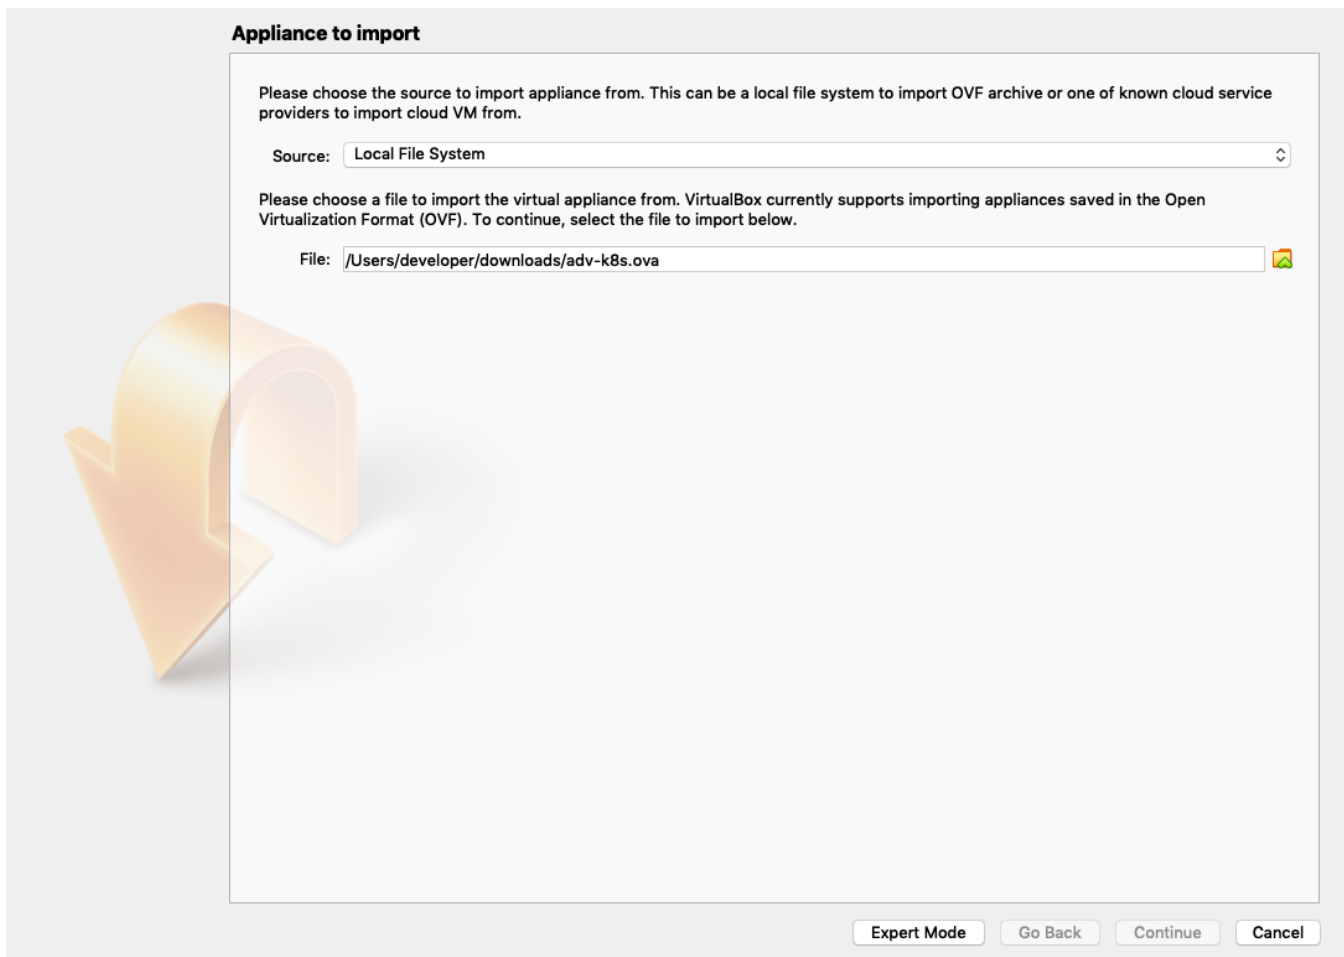 Appliance to import
Please choose the source to import appliance from. This can be a local file system to import OVF archive or one of known cloud service
providers to import cloud VM from.
Source: Local File System
Please choose a file to import the virtual appliance from. VirtualBox currently supports importing appliances saved in the Open
Virtualization Format (OVF). To continue, select the file to import below.
File: /Users/developer/downloads/adv-k8s.ova
Expert Mode Go Back Continue Cancel